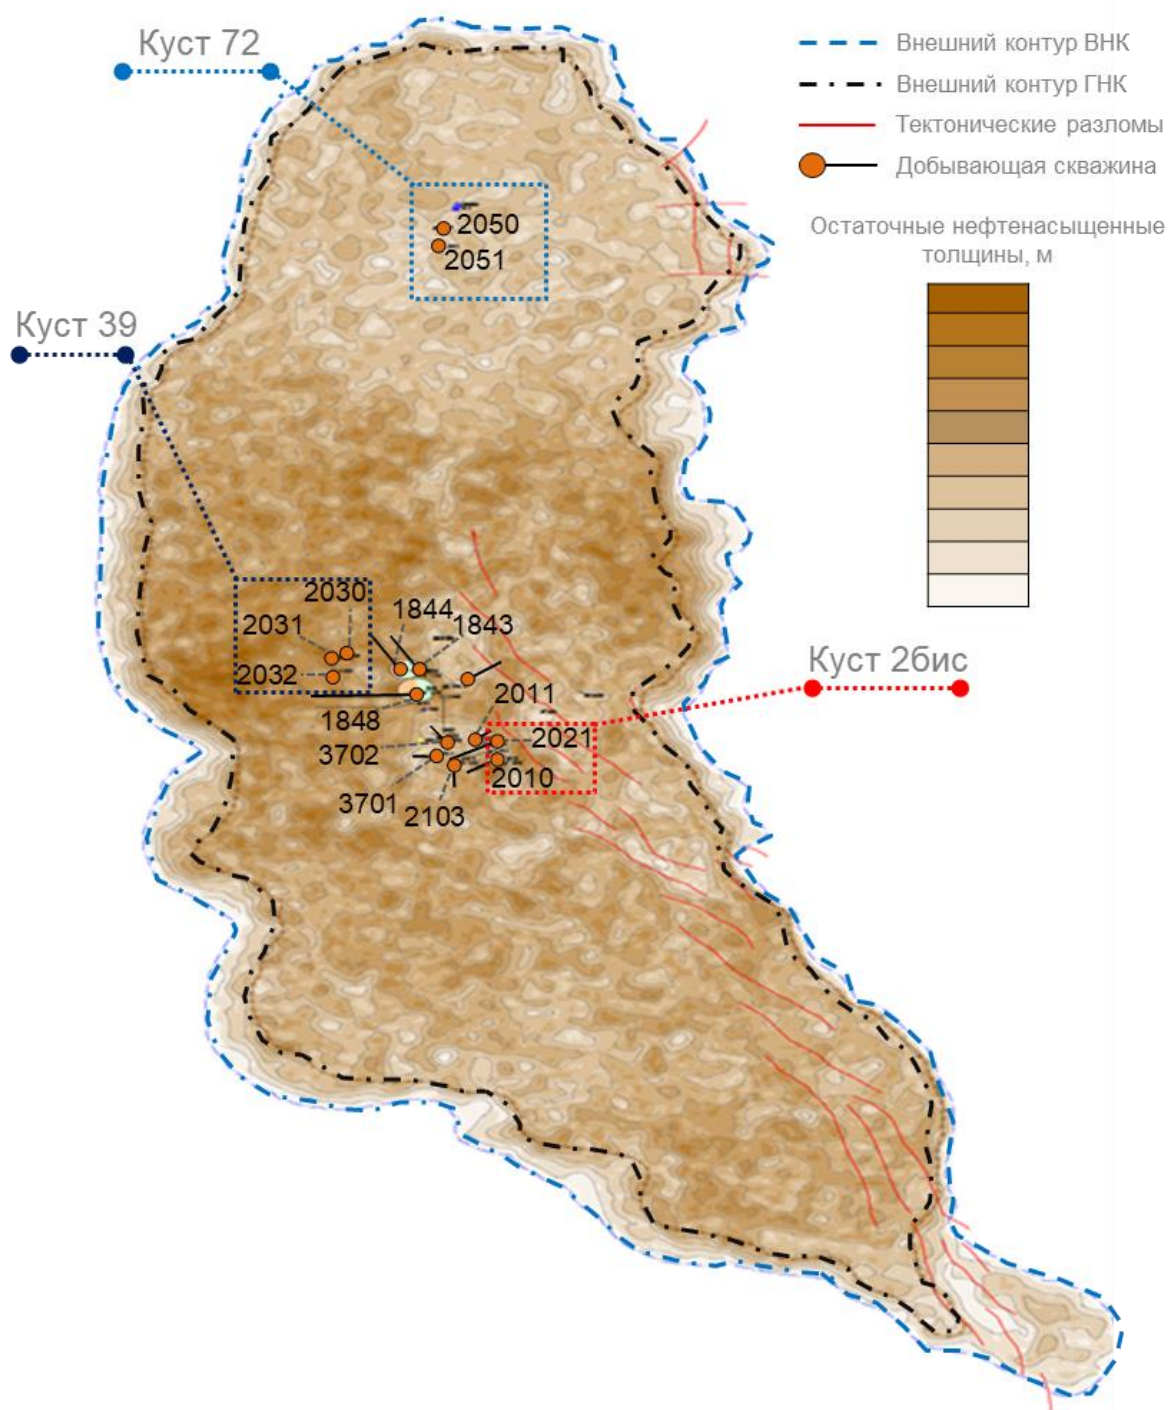 Куст 72
Внешний контур ВНК
Внешний контур ГНК
Тектонические разломы
Добывающая скважина
Остаточные нефтенасыщенные
толщины, м
2050
2051
Куст 39
2030
2031
2032
1844
1843
1848
2011
Куст 2бис
3702
2021
2010
3701
2103